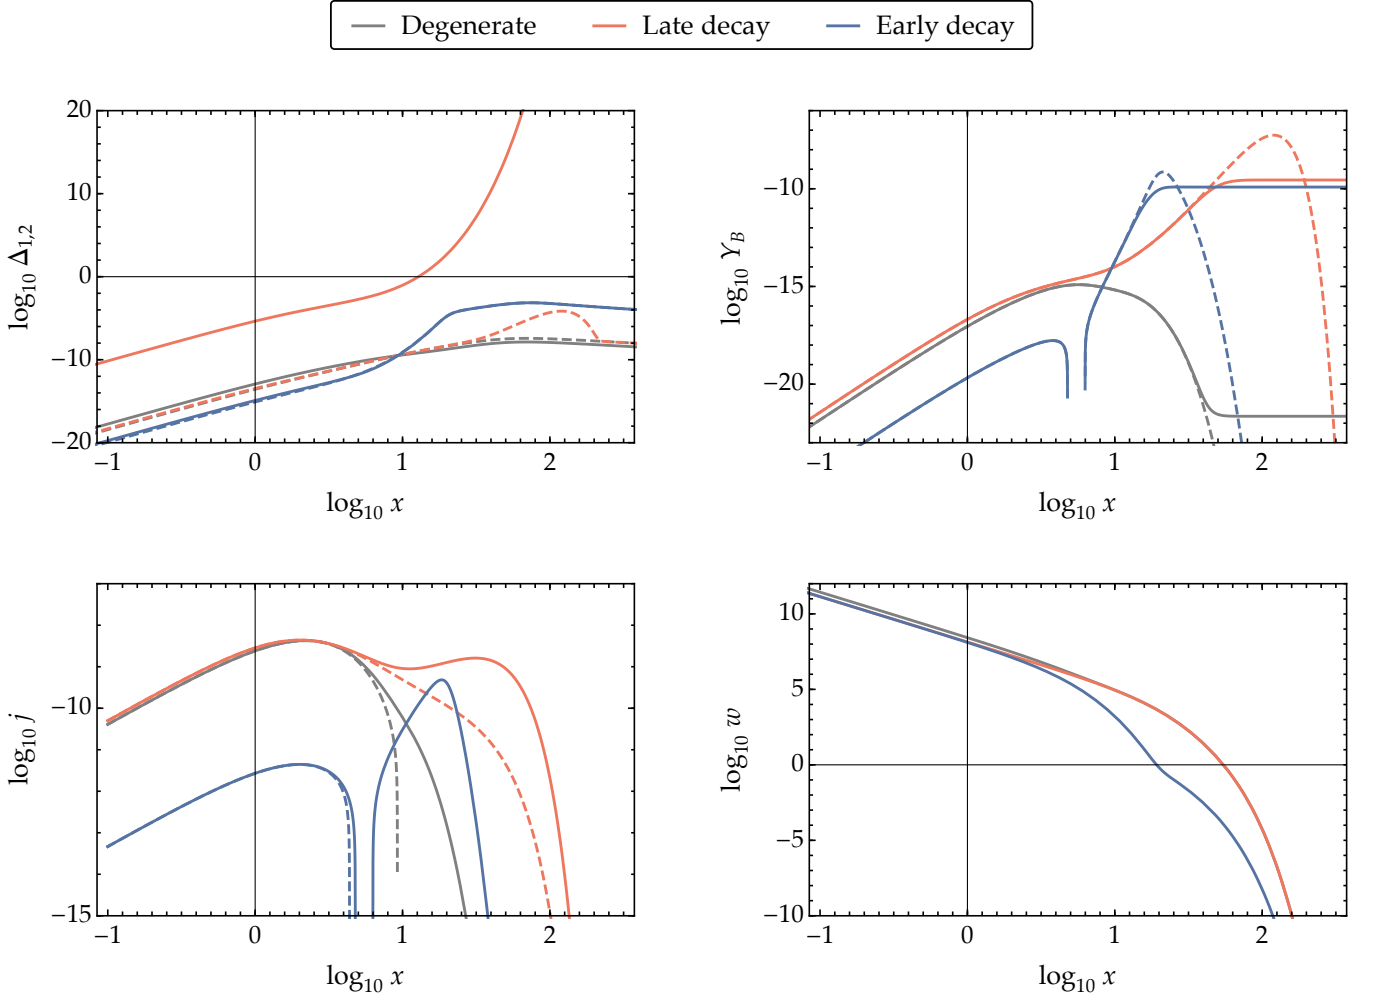 Degenerate Late decay Early decay
20
10
0
−10
−20
log₁₀ Δ₁,₂
−1 0 1 2
log₁₀ x
−10
−15
−20
log₁₀ Y_B
−1 0 1 2
log₁₀ x
−10
−15
log₁₀ j
−1 0 1 2
log₁₀ x
10
5
0
−5
−10
log₁₀ w
−1 0 1 2
log₁₀ x